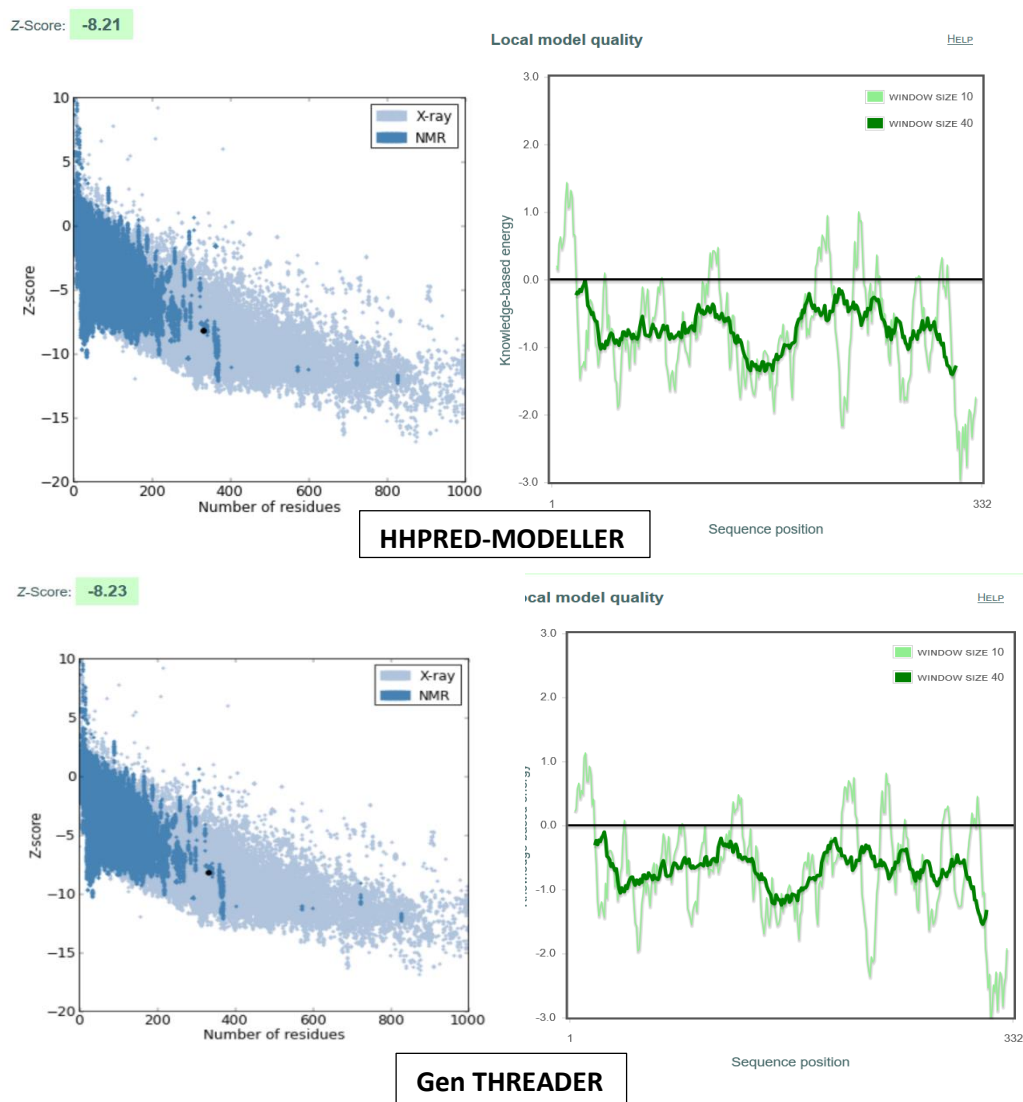 Z-Score: -8.21
Local model quality
HELP
X-ray
NMR
10
5
0
−5
−10
−15
−20
Z-score
0 200 400 600 800 1000
Number of residues
WINDOW SIZE 10
WINDOW SIZE 40
3.0
2.0
1.0
0.0
-1.0
-2.0
-3.0
Knowledge-based energy
1 332
Sequence position
HHPRED-MODELLER
Z-Score: -8.23
cal model quality
HELP
X-ray
NMR
10
5
0
−5
−10
−15
−20
Z-score
0 200 400 600 800 1000
Number of residues
WINDOW SIZE 10
WINDOW SIZE 40
3.0
2.0
1.0
0.0
-1.0
-2.0
-3.0
1 332
Sequence position
Gen THREADER